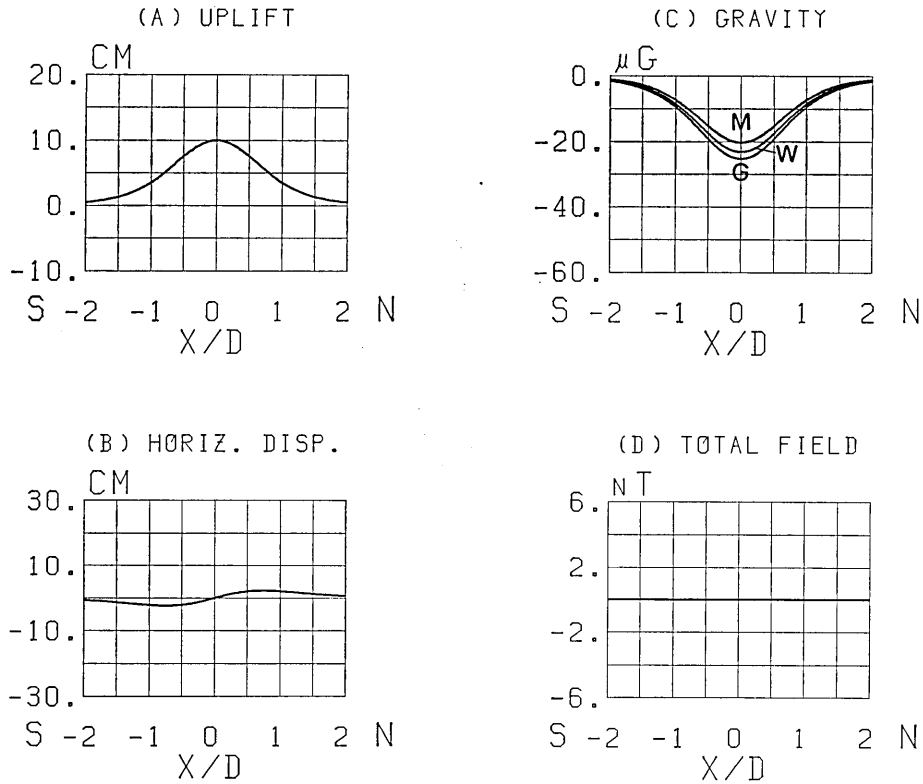 (A) UPLIFT
CM
20.
10.
0.
-10.
S -2 -1 0 1 2 N
X/D
(C) GRAVITY
μG
0.
-20.
-40.
-60.
M
W
G
S -2 -1 0 1 2 N
X/D
(B) HØRIZ. DISP.
CM
30.
10.
-10.
-30.
S -2 -1 0 1 2 N
X/D
(D) TØTAL FIELD
nT
6.
2.
-2.
-6.
S -2 -1 0 1 2 N
X/D